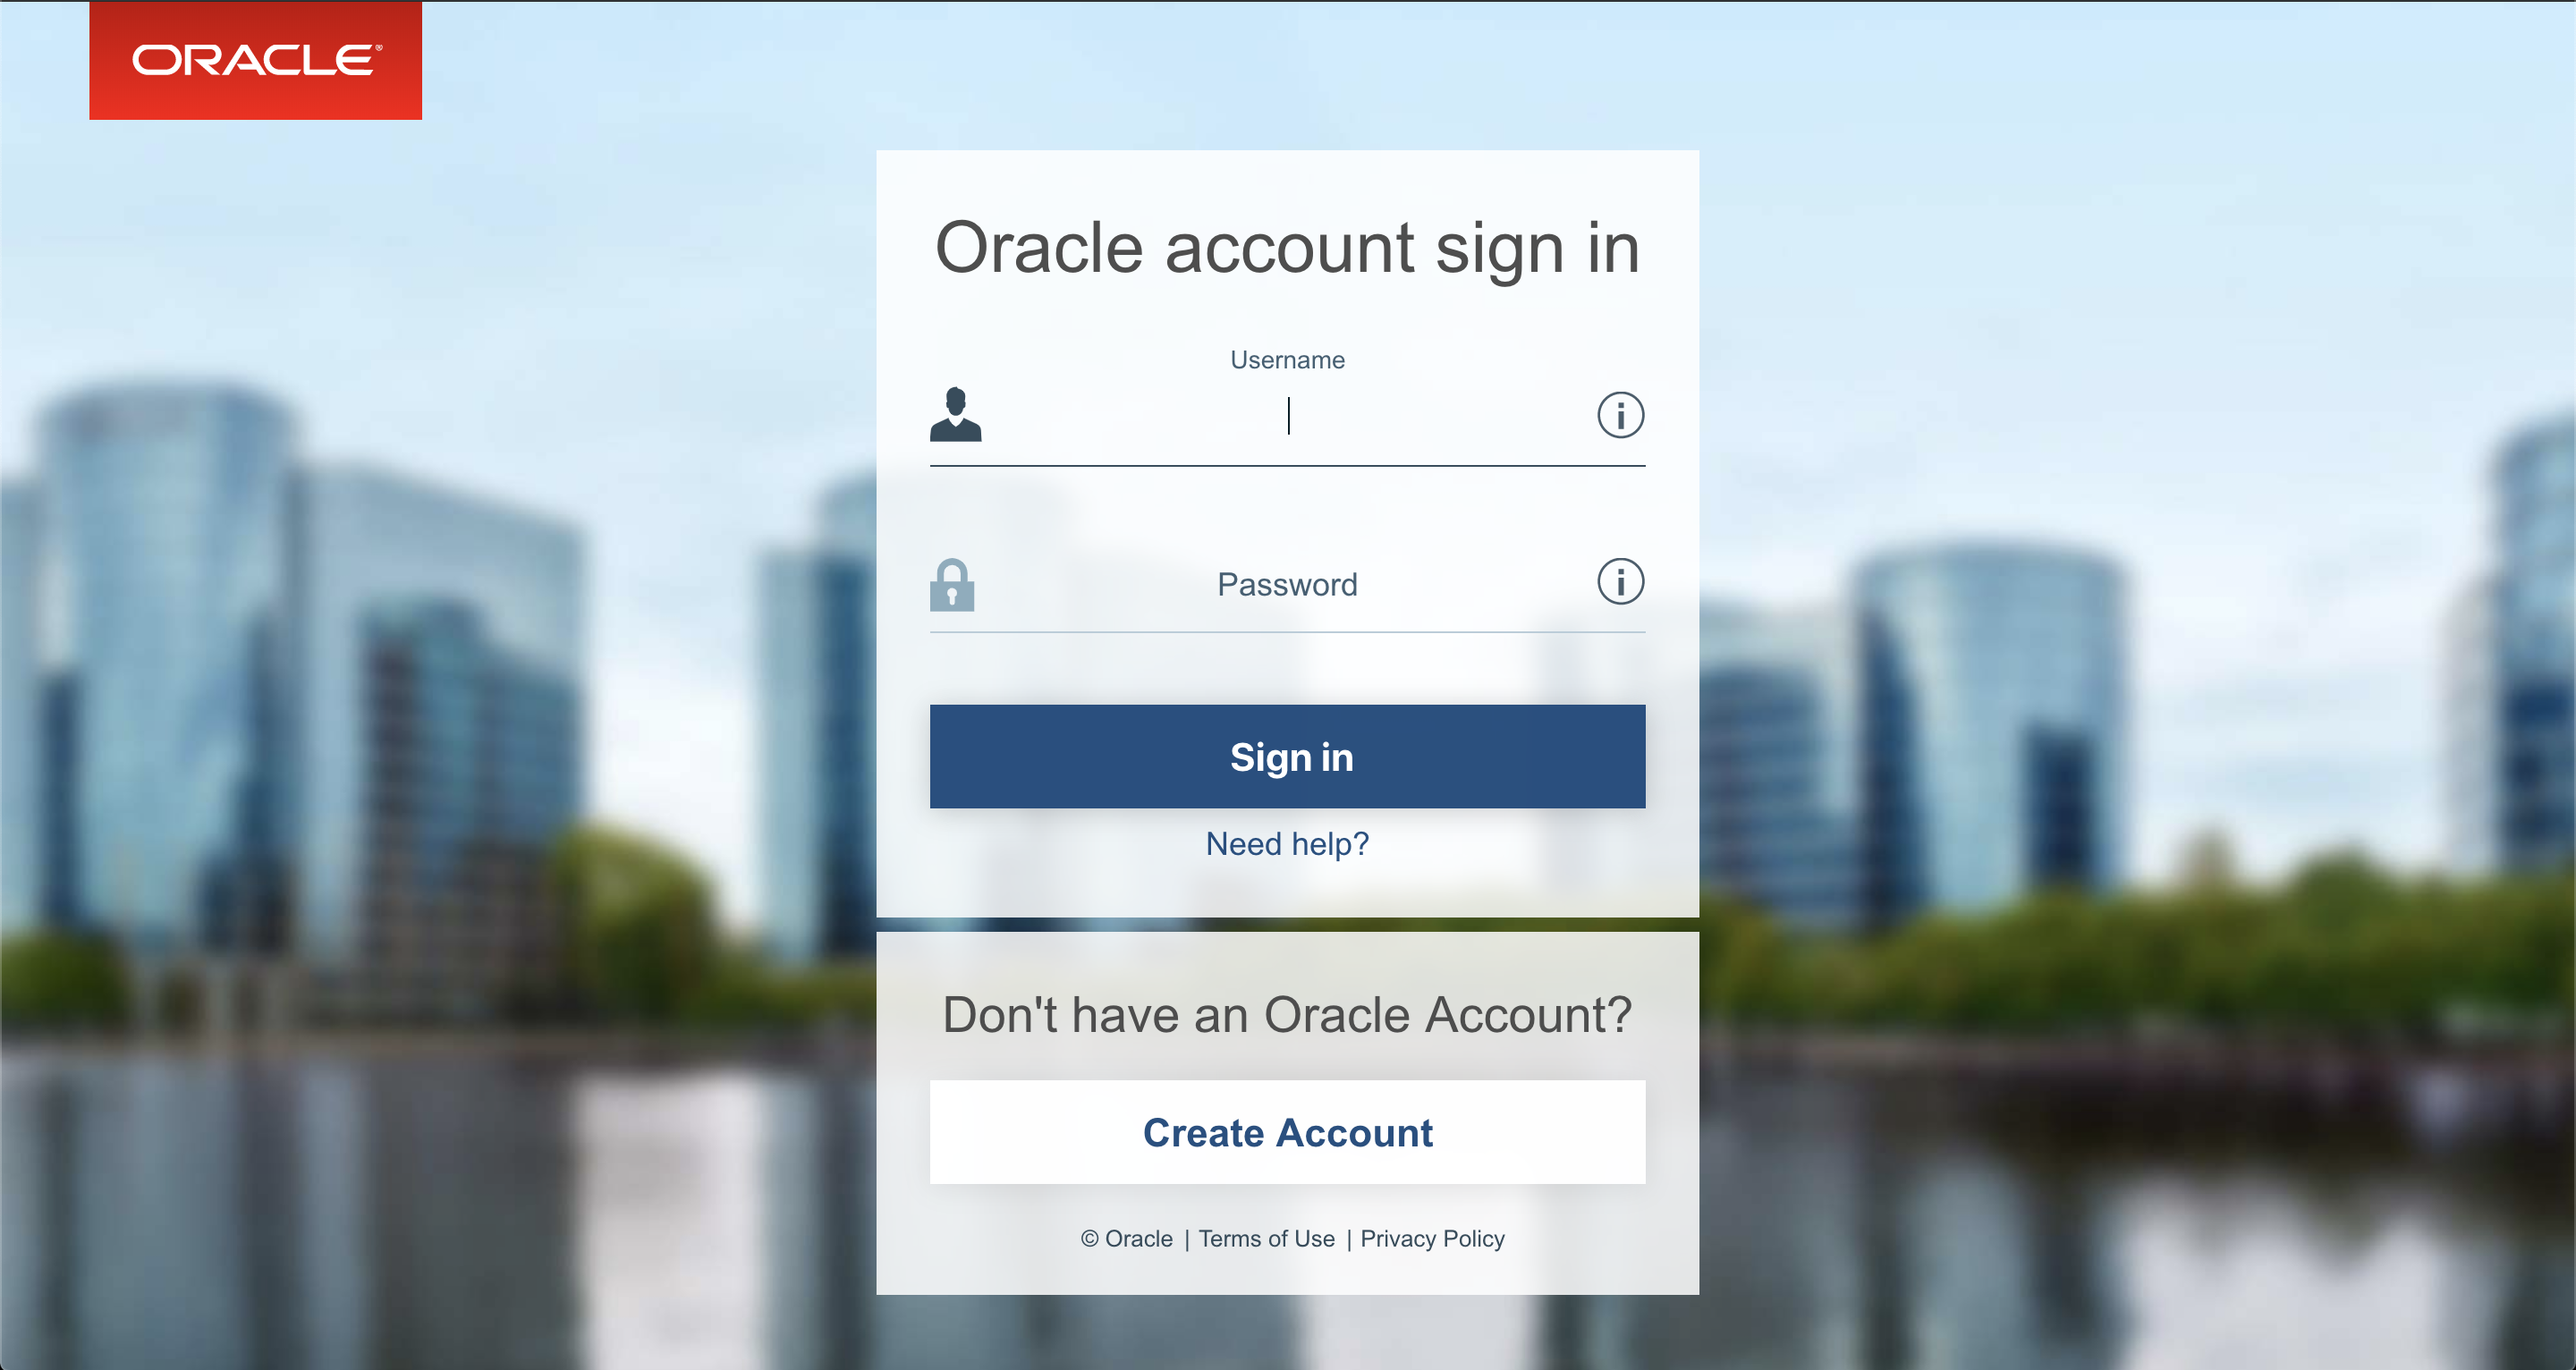 ORACLE®
Oracle account sign in
Username
Password
Sign in
Need help?
Don't have an Oracle Account?
Create Account
© Oracle | Terms of Use | Privacy Policy